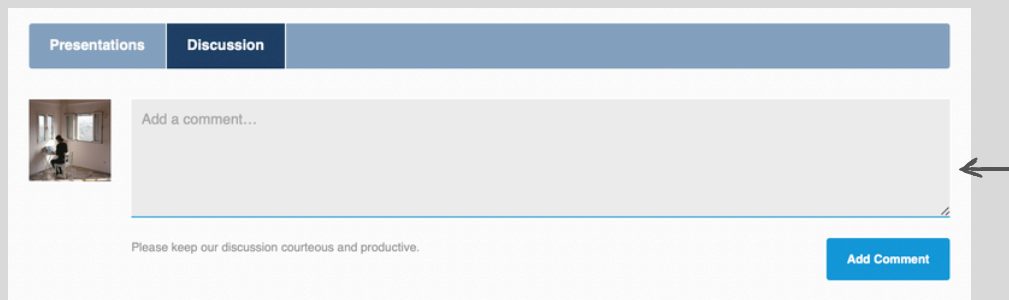 Presentations Discussion
Add a comment...
Please keep our discussion courteous and productive.
Add Comment